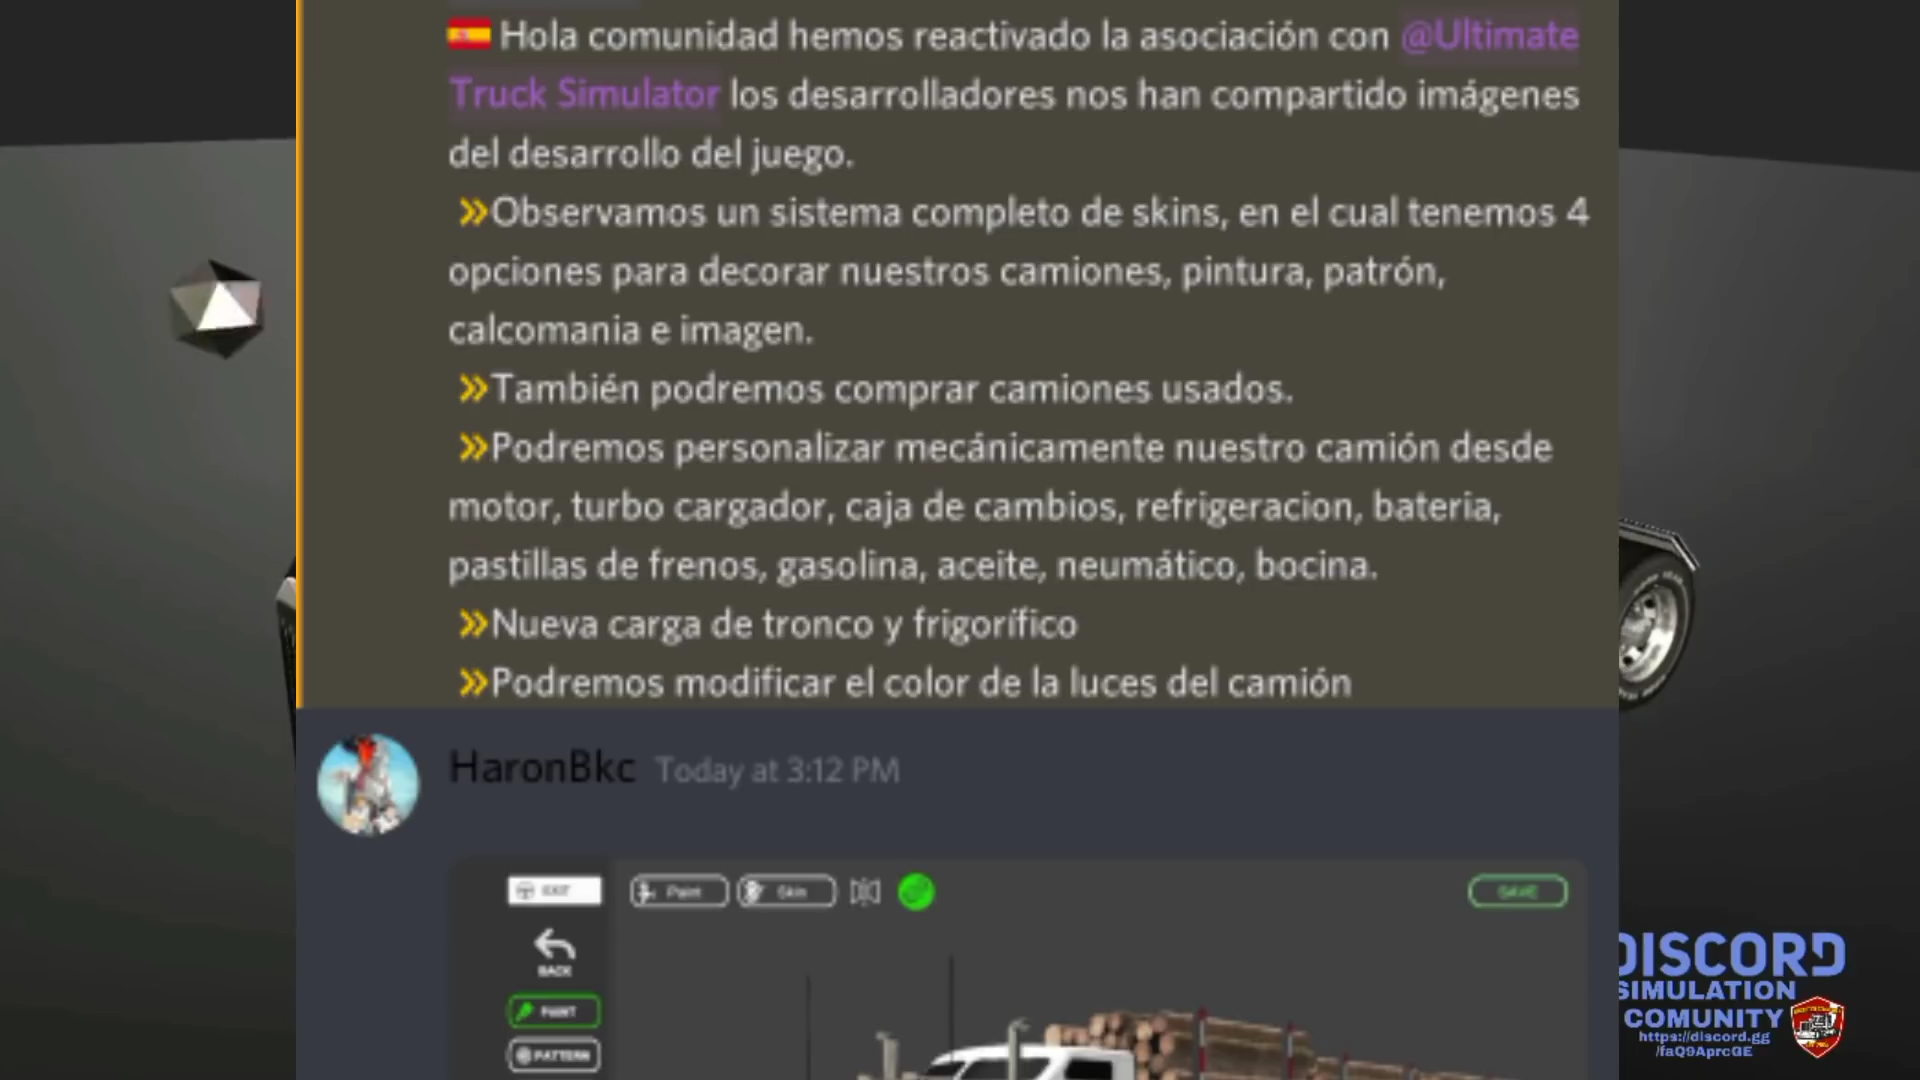 Hola comunidad hemos reactivado la asociación con @Ultimate
Truck Simulator los desarrolladores nos han compartido imágenes
del desarrollo del juego.
»Observamos un sistema completo de skins, en el cual tenemos 4
opciones para decorar nuestros camiones, pintura, patrón,
calcomania e imagen.
»También podremos comprar camiones usados.
»Podremos personalizar mecánicamente nuestro camión desde
motor, turbo cargador, caja de cambios, refrigeracion, bateria,
pastillas de frenos, gasolina, aceite, neumático, bocina.
»Nueva carga de tronco y frigorífico
»Podremos modificar el color de la luces del camión
HaronBkc Today at 3:12 PM
EXIT Paint Skin SAVE
BACK
PAINT
PATTERN
DISCORD
SIMULATION
COMUNITY
https://discord.gg
/faQ9AprcGE